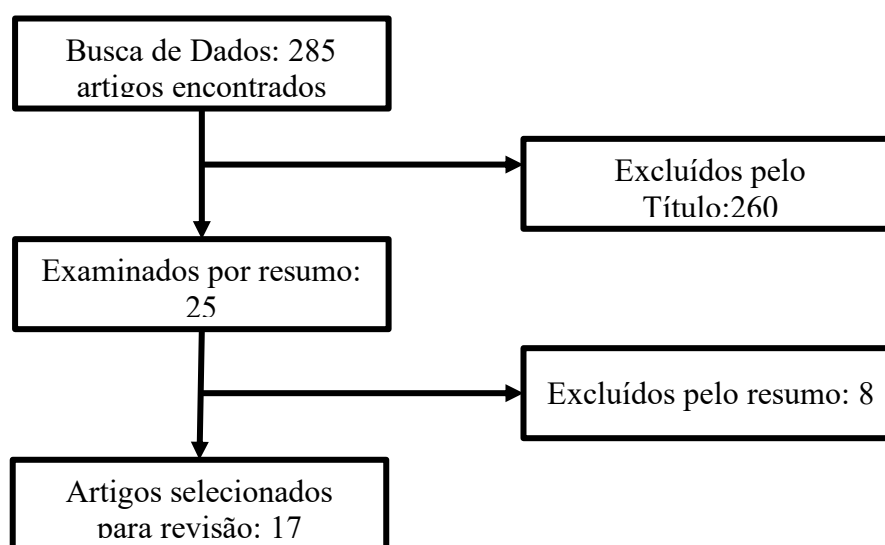 Busca de Dados: 285
artigos encontrados
Excluídos pelo
Título:260
Examinados por resumo:
25
Excluídos pelo resumo: 8
Artigos selecionados
para revisão: 17